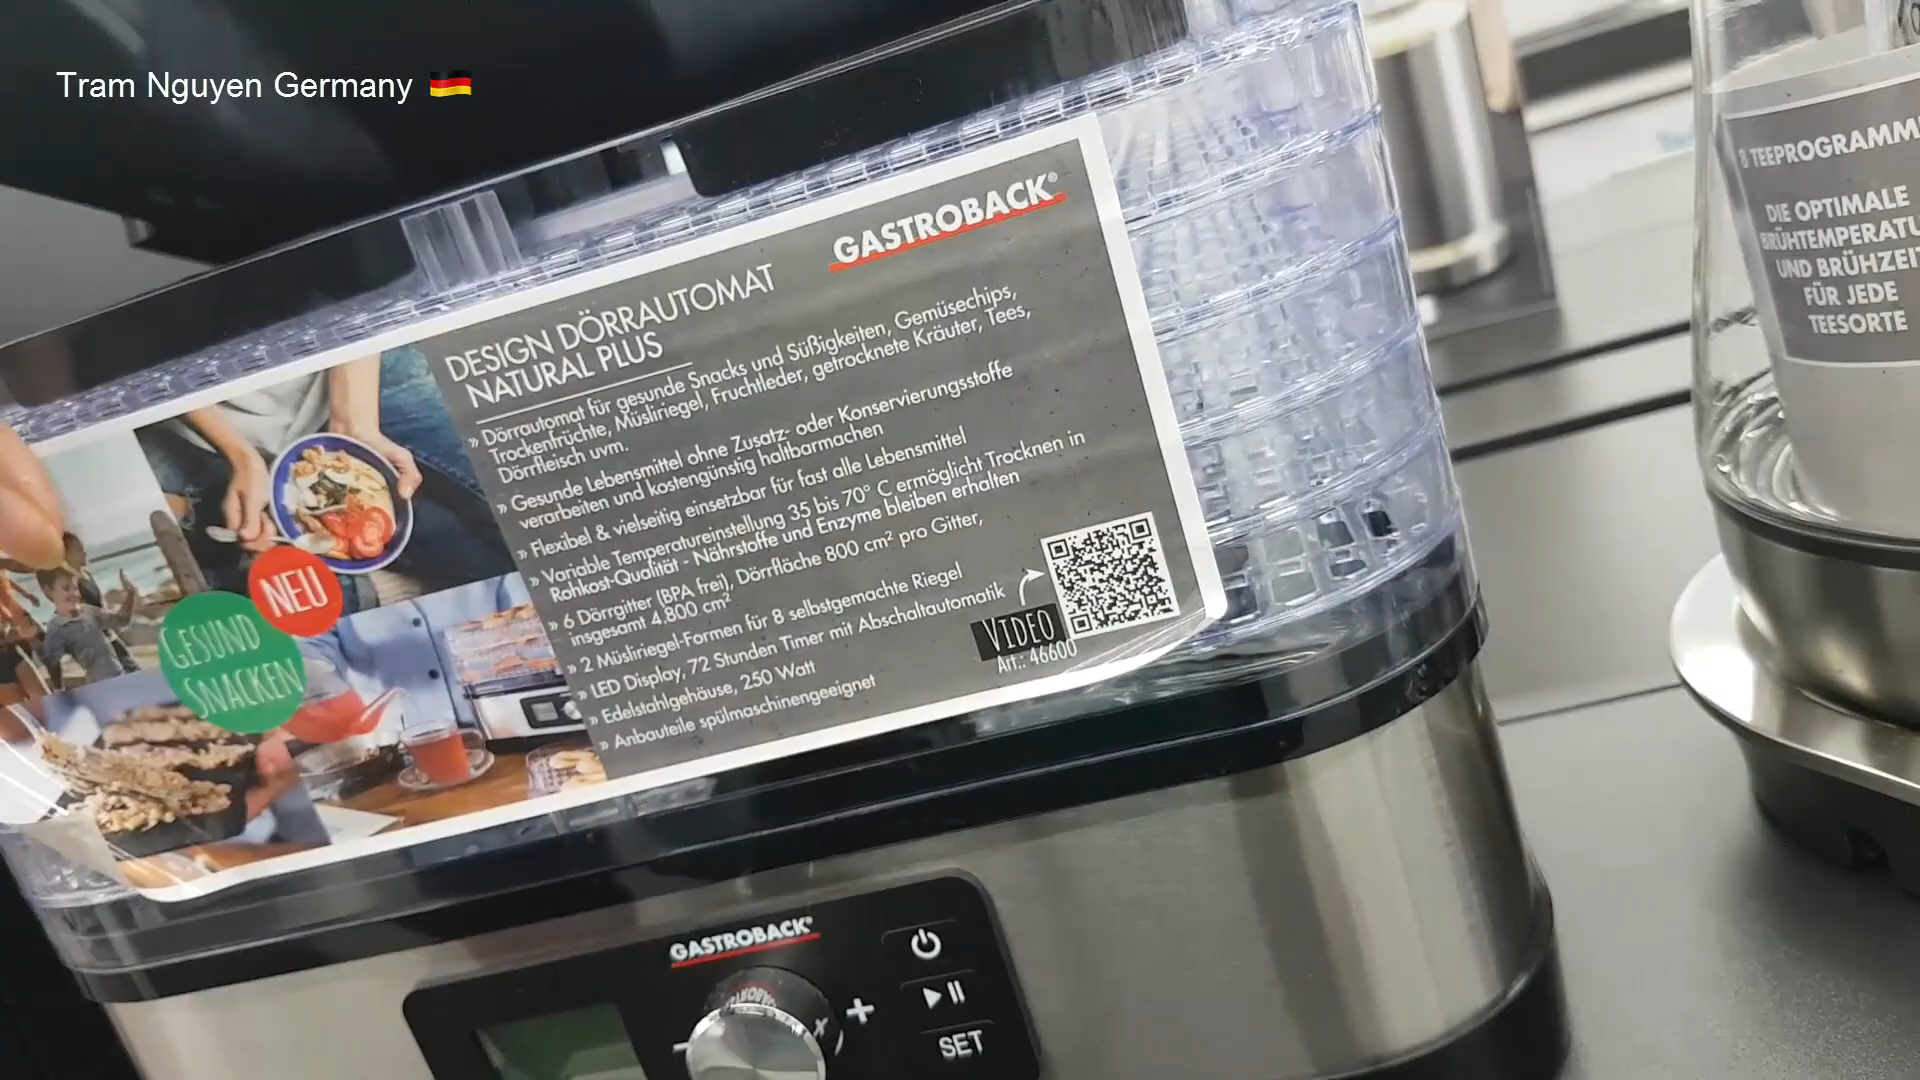 Tram Nguyen Germany
GASTROBACK®
DESIGN DÖRRAUTOMAT
NATURAL PLUS
» Dörrautomat für gesunde Snacks und Süßigkeiten, Gemüsechips,
Trockenfrüchte, Müsliriegel, Fruchtleder, getrocknete Kräuter, Tees,
Dörrfleisch uvm.
» Gesunde Lebensmittel ohne Zusatz- oder Konservierungsstoffe
verarbeiten und kostengünstig haltbarmachen
» Flexibel & vielseitig einsetzbar für fast alle Lebensmittel
» Variable Temperatureinstellung 35 bis 70° C ermöglicht Trocknen in
Rohkost-Qualität - Nährstoffe und Enzyme bleiben erhalten
» 6 Dörrgitter (BPA frei), Dörrfläche 800 cm² pro Gitter,
insgesamt 4.800 cm²
» 2 Müsliriegel-Formen für 8 selbstgemachte Riegel
» LED Display, 72 Stunden Timer mit Abschaltautomatik
» Edelstahlgehäuse, 250 Watt
» Anbauteile spülmaschinengeeignet
VIDEO
Art.: 46600
NEU
GESUND
SNACKEN
GASTROBACK®
SET
8 TEEPROGRAMM
DIE OPTIMALE
BRÜHTEMPERATU
UND BRÜHZEIT
FÜR JEDE
TEESORTE